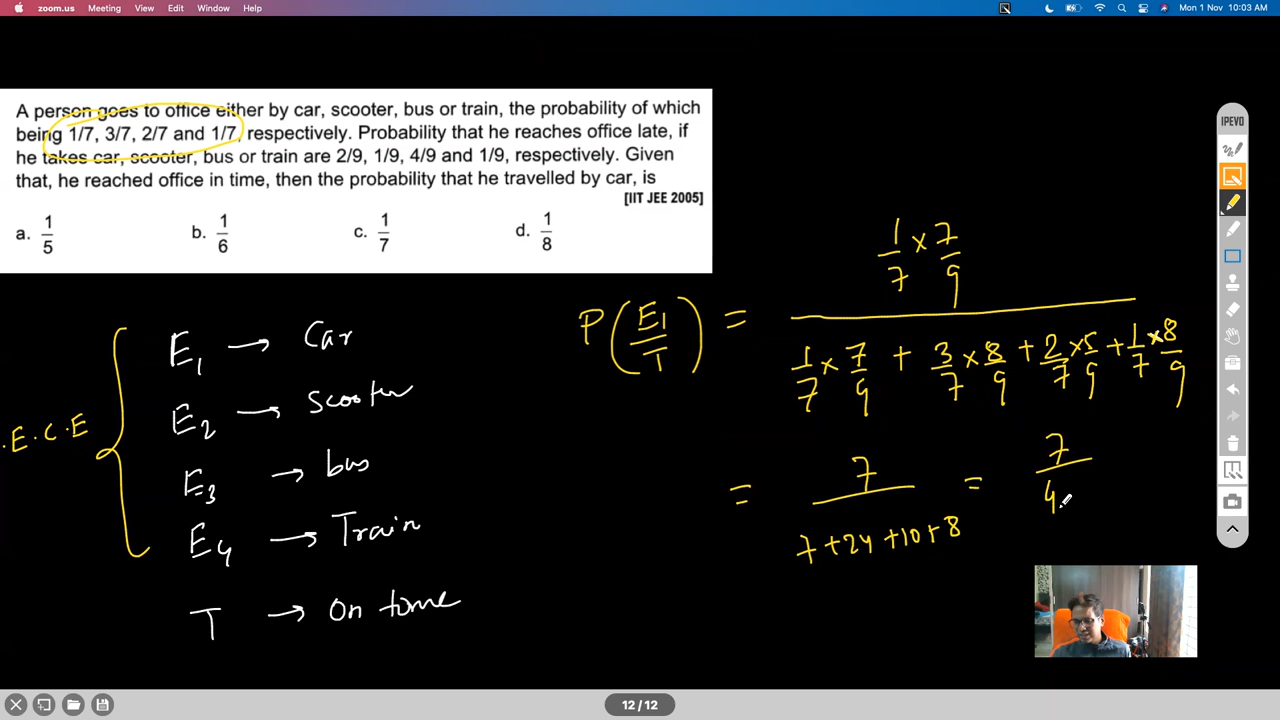 zoom.us Meeting View Edit Window Help Mon 1 Nov 10:03 AM
A person goes to office either by car, scooter, bus or train, the probability of which
being 1/7, 3/7, 2/7 and 1/7, respectively. Probability that he reaches office late, if
he takes car, scooter, bus or train are 2/9, 1/9, 4/9 and 1/9, respectively. Given
that, he reached office in time, then the probability that he travelled by car, is
[IIT JEE 2005]
a. 1/5 b. 1/6 c. 1/7 d. 1/8
IPEVO
.E.C.E
E1 → Car
E2 → Scooter
E3 → bus
E4 → Train
T → On time
P(E1/T) = (1/7 × 7/9) / (1/7 × 7/9 + 3/7 × 8/9 + 2/7 × 5/9 + 1/7 × 8/9)
= 7/(7+24+10+8) = 7/4
12 / 12